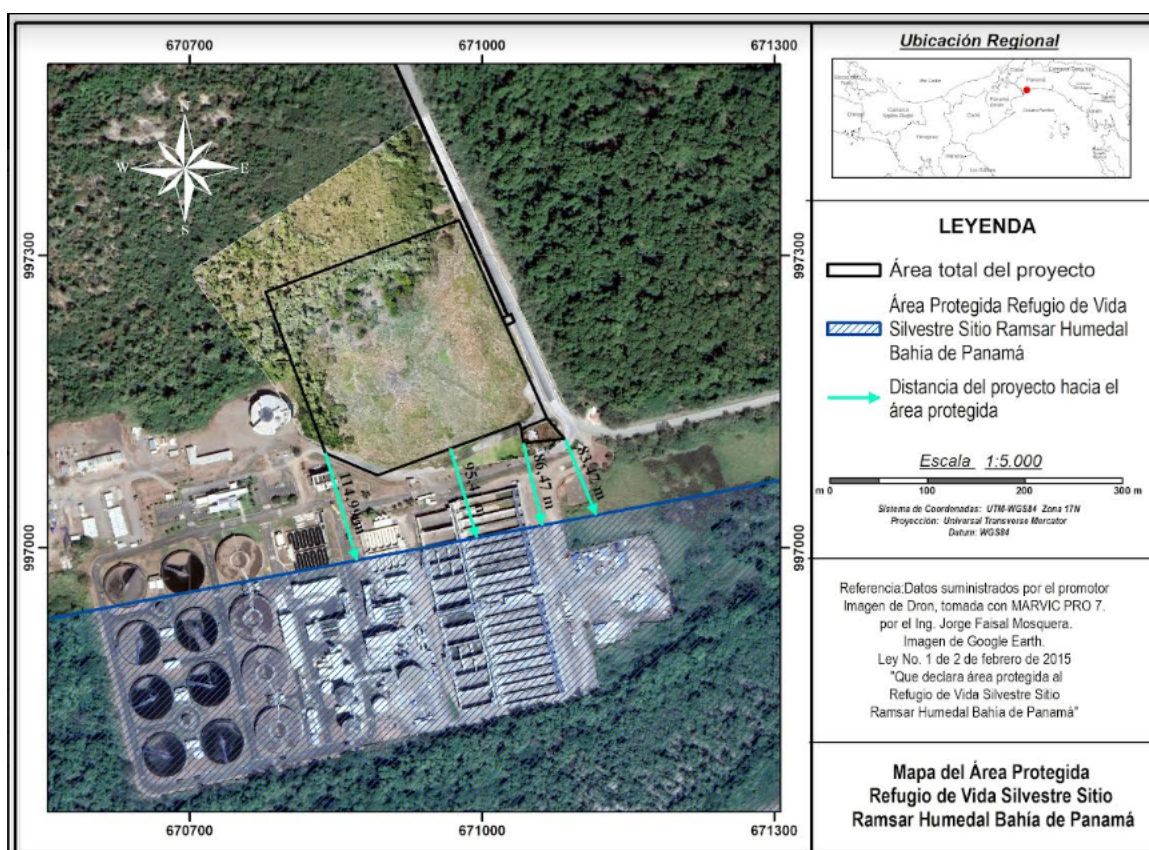 670700
671000
671300
Ubicación Regional
N
W
E
S
997300
997300
LEYENDA
Área total del proyecto
Área Protegida Refugio de Vida
Silvestre Sitio Ramsar Humedal
Bahía de Panamá
Distancia del proyecto hacia el
área protegida
86,47 m
83,47 m
Escala 1:5.000
m 0
100
200
300 m
Sistema de Coordenadas: UTM-WGS84 Zona 17N
Proyección: Universal Transverse Mercator
Datum: WGS84
997000
997000
Referencia:Datos suministrados por el promotor
Imagen de Dron, tomada con MARVIC PRO 7.
por el Ing. Jorge Faisal Mosquera.
Imagen de Google Earth.
Ley No. 1 de 2 de febrero de 2015
"Que declara área protegida al
Refugio de Vida Silvestre Sitio
Ramsar Humedal Bahía de Panamá"
Mapa del Área Protegida
Refugio de Vida Silvestre Sitio
Ramsar Humedal Bahía de Panamá
670700
671000
671300